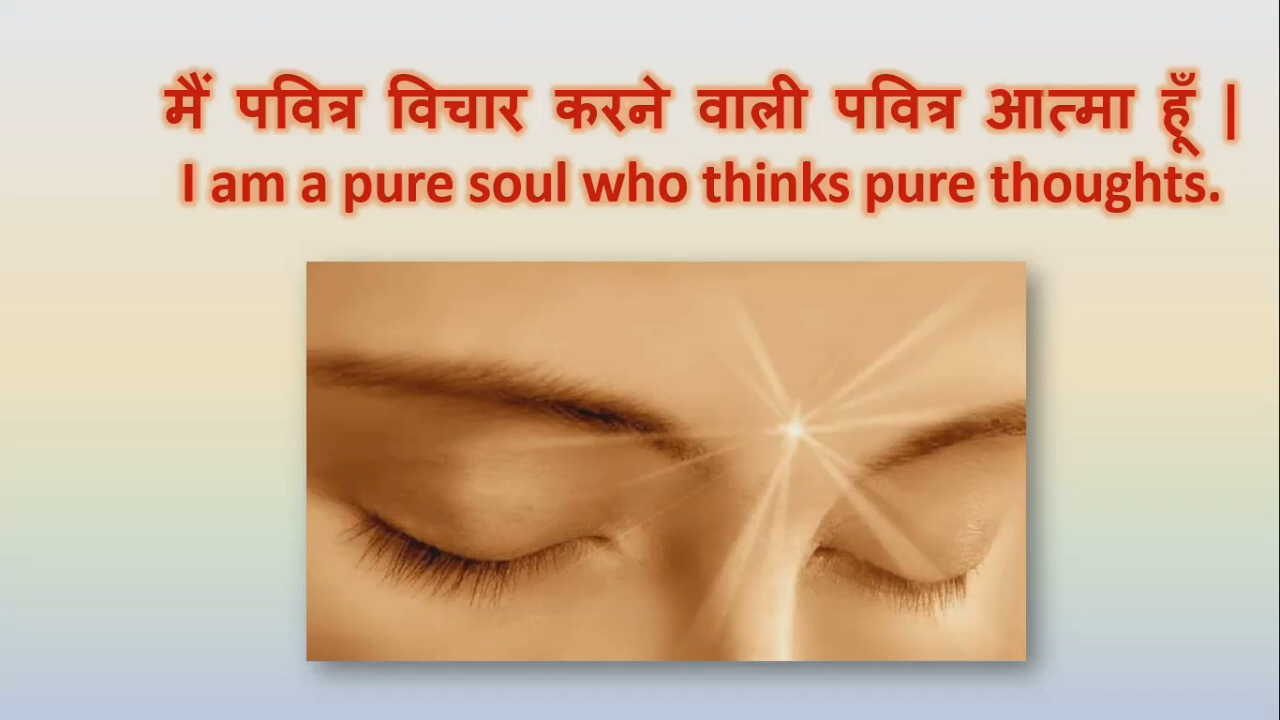 मैं पवित्र विचार करने वाली पवित्र आत्मा हूँ |
I am a pure soul who thinks pure thoughts.